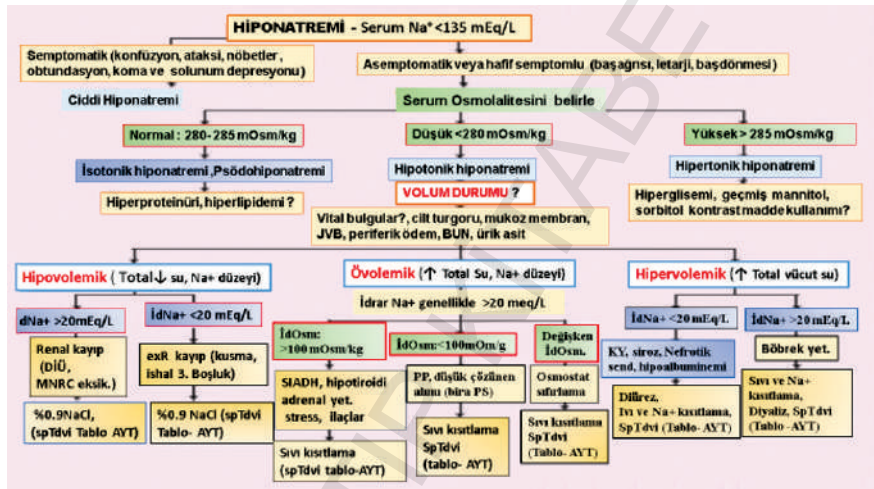 HİPONATREMİ - Serum Na⁺ <135 mEq/L
Semptomatik (konfüzyon, ataksi, nöbetler,
obtundasyon, koma ve solunum depresyonu)
Asemptomatik veya hafif semptomlu (başağrısı, letarji, başdönmesi)
Ciddi Hiponatremi
Serum Osmolalitesini belirle
Normal : 280-285 mOsm/kg
Düşük <280 mOsm/kg
Yüksek > 285 mOsm/kg
İsotonik hiponatremi ,Psödohiponatremi
Hipotonik hiponatremi
Hipertonik hiponatremi
Hiperproteinüri, hiperlipidemi ?
VOLUM DURUMU ?
Hiperglisemi, geçmiş mannitol,
sorbitol kontrast madde kullanımı?
Vital bulgular?, cilt turgoru, mukoz membran,
JVB, periferik ödem, BUN, ürik asit
Hipovolemik ( Total↓ su, Na+ düzeyi)
Övolemik (↑ Total Su, Na+ düzeyi)
Hipervolemik (↑ Total vücut su)
İdrar Na+ genellikle >20 meq/L
dNa+ >20mEq/L
İdNa+ <20 mEq/L
Renal kayıp
(DİÜ,
MNRC eksik.)
exR kayıp (kusma,
ishal 3. Boşluk)
%0.9NaCl,
(spTdvi Tablo AYT)
%0.9 NaCl (spTdvi
Tablo- AYT)
İdOsm:
>100 mOsm/kg
SIADH, hipotiroidi
adrenal yet.
stress, ilaçlar
Sıvı kısıtlama
(spTdvi tablo-AYT)
İdOsm:<100mOm/g
PP, düşük çözünen
alımı (bira PS)
Sıvı kısıtlama
SpTdvi
(tablo- AYT)
Değişken
İdOsm.
Osmostat
sıfırlama
Sıvı kısıtlama
SpTdvi
(Tablo- AYT)
İdNa+ <20 mEq/L
KY, siroz, Nefrotik
send, hipoalbuminemi
Diürez,
Ivı ve Na+ kısıtlama,
SpTdvi (Tablo- AYT)
İdNa+ >20 mEq/L
Böbrek yet.
Sıvı ve Na+
kısıtlama,
Diyaliz, SpTdvi
(Tablo - AYT)